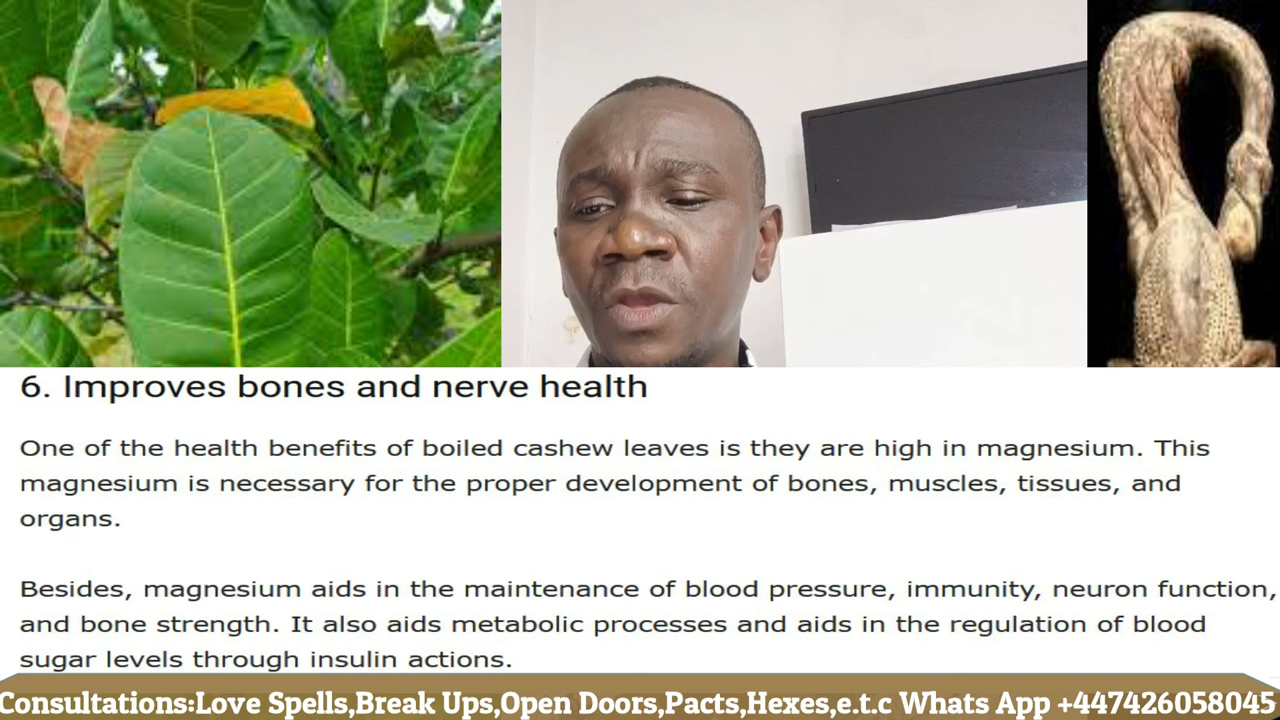 6. Improves bones and nerve health
One of the health benefits of boiled cashew leaves is they are high in magnesium. This
magnesium is necessary for the proper development of bones, muscles, tissues, and
organs.
Besides, magnesium aids in the maintenance of blood pressure, immunity, neuron function,
and bone strength. It also aids metabolic processes and aids in the regulation of blood
sugar levels through insulin actions.
Consultations:Love Spells,Break Ups,Open Doors,Pacts,Hexes,e.t.c Whats App +447426058045